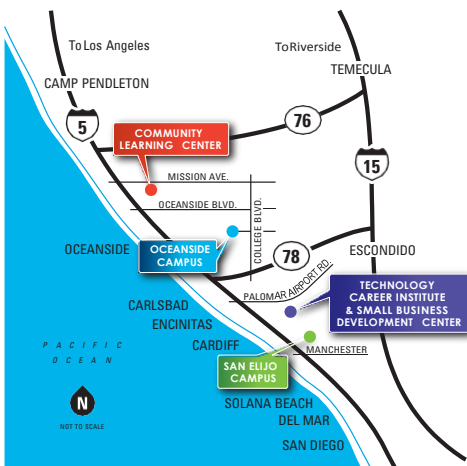 To Los Angeles
To Riverside
TEMECULA
CAMP PENDLETON
5
76
COMMUNITY
LEARNING CENTER
15
MISSION AVE.
OCEANSIDE BLVD.
COLLEGE BLVD.
OCEANSIDE
OCEANSIDE
CAMPUS
78
ESCONDIDO
PALOMAR AIRPORT RD.
TECHNOLOGY
CAREER INSTITUTE
& SMALL BUSINESS
DEVELOPMENT CENTER
CARLSBAD
ENCINITAS
CARDIFF
PACIFIC
OCEAN
MANCHESTER
SAN ELIJO
CAMPUS
N
NOT TO SCALE
SOLANA BEACH
DEL MAR
SAN DIEGO